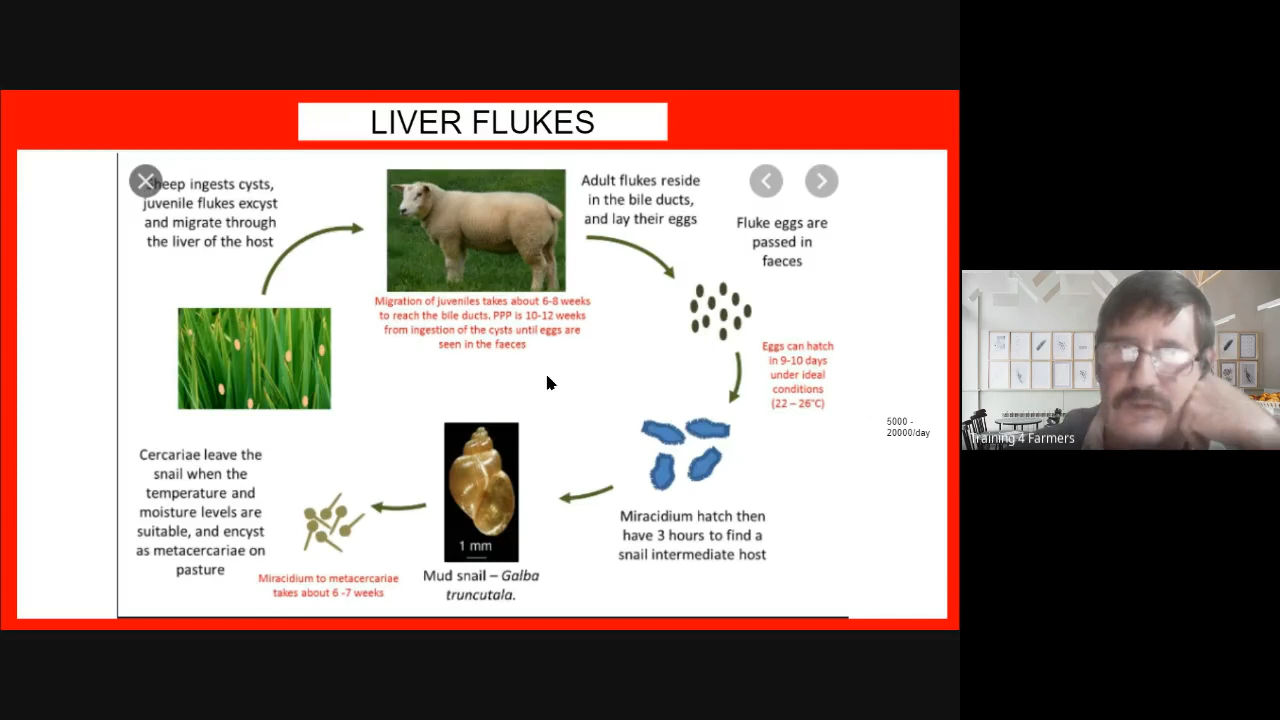 LIVER FLUKES
Sheep ingests cysts,
juvenile flukes excyst
and migrate through
the liver of the host
Adult flukes reside
in the bile ducts,
and lay their eggs
Fluke eggs are
passed in
faeces
Migration of juveniles takes about 6-8 weeks
to reach the bile ducts. PPP is 10-12 weeks
from ingestion of the cysts until eggs are
seen in the faeces
Eggs can hatch
in 9-10 days
under ideal
conditions
(22 – 26°C)
5000 -
20000/day
Miracidium hatch then
have 3 hours to find a
snail intermediate host
1 mm
Mud snail – Galba
truncutala.
Cercariae leave the
snail when the
temperature and
moisture levels are
suitable, and encyst
as metacercariae on
pasture
Miracidium to metacercariae
takes about 6 -7 weeks
Training 4 Farmers